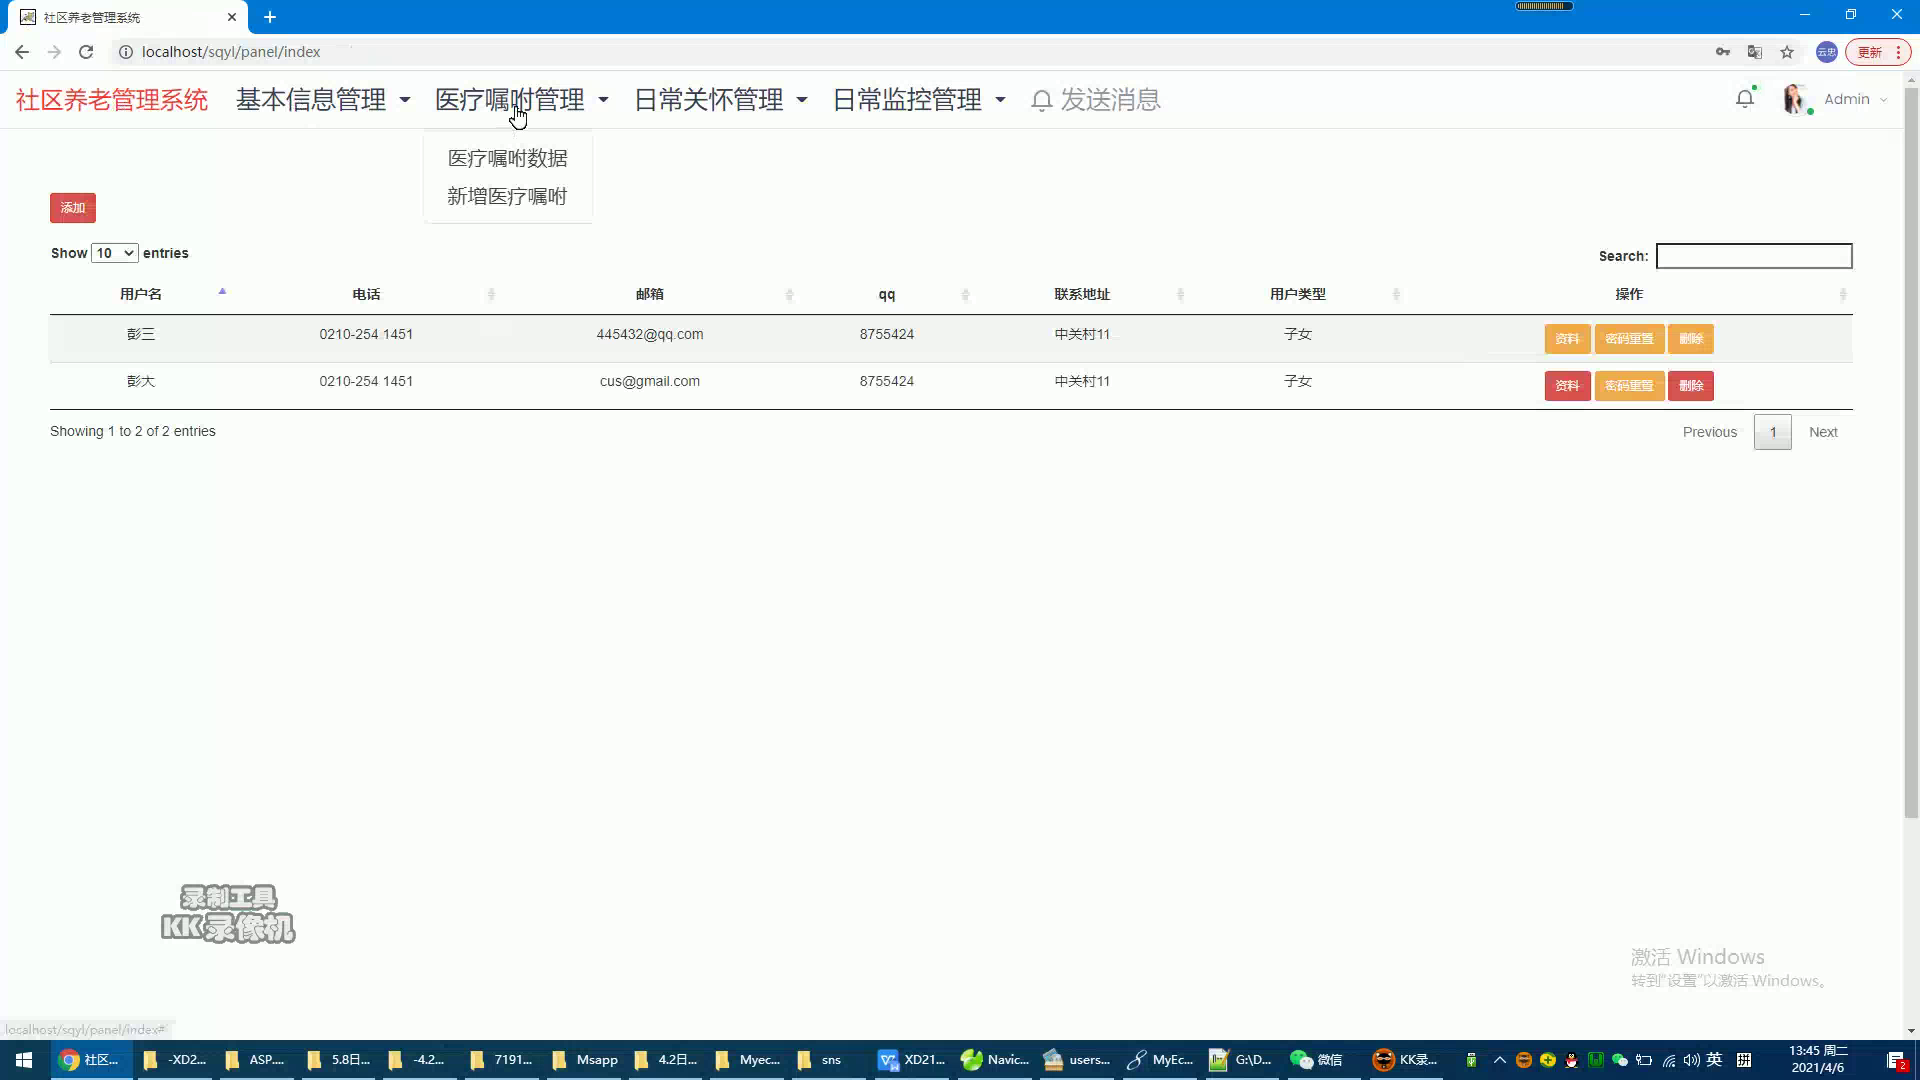 社区养老管理系统
localhost/sqyl/panel/index
云忠
更新
社区养老管理系统 基本信息管理 医疗嘱咐管理 日常关怀管理 日常监控管理 发送消息 Admin
医疗嘱咐数据
新增医疗嘱咐
添加
Show 10 entries
Search:
用户名 电话 邮箱 qq 联系地址 用户类型 操作
彭三 0210-254 1451 445432@qq.com 8755424 中关村11 子女 资料 密码重置 删除
彭大 0210-254 1451 cus@gmail.com 8755424 中关村11 子女 资料 密码重置 删除
Showing 1 to 2 of 2 entries
Previous 1 Next
录制工具
KK录像机
激活 Windows
转到"设置"以激活 Windows。
localhost/sqyl/panel/index#
社区... -XD2... ASP.... 5.8日... -4.2... 7191... Msapp 4.2日... Myec... sns XD21... Navic... users... MyEc... G:\D... 微信 KK录... 英 拼
13:45 周二
2021/4/6
2